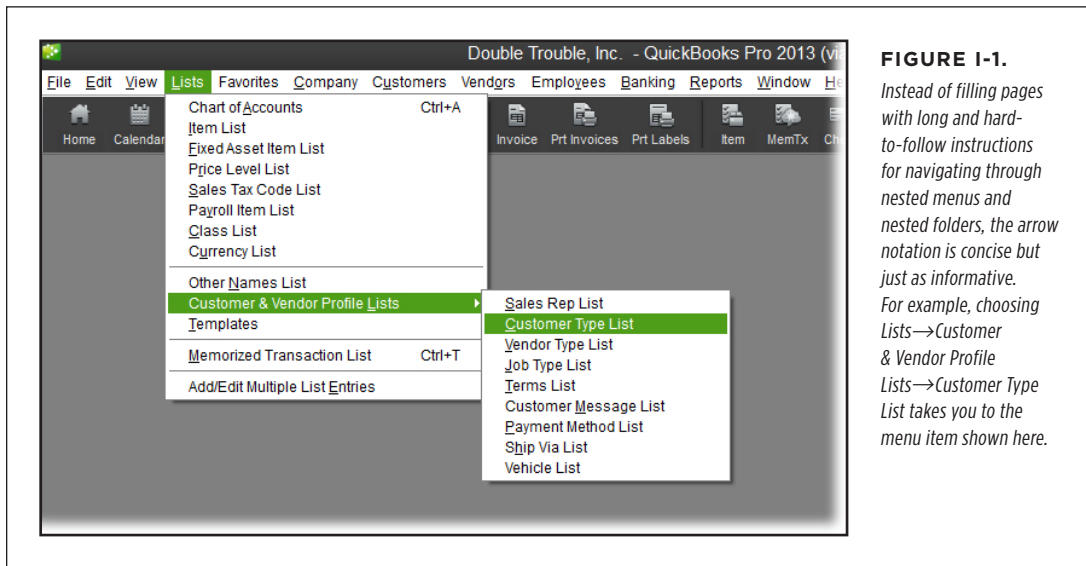 Double Trouble, Inc. - QuickBooks Pro 2013 (via
File Edit View Lists Favorites Company Customers Vendors Employees Banking Reports Window He
Home Calendar Invoice Prt Invoices Prt Labels Item MemTx Ch
Chart of Accounts Ctrl+A
Item List
Fixed Asset Item List
Price Level List
Sales Tax Code List
Payroll Item List
Class List
Currency List
Other Names List
Customer & Vendor Profile Lists
Templates
Memorized Transaction List Ctrl+T
Add/Edit Multiple List Entries
Sales Rep List
Customer Type List
Vendor Type List
Job Type List
Terms List
Customer Message List
Payment Method List
Ship Via List
Vehicle List
FIGURE I-1.
Instead of filling pages
with long and hard-
to-follow instructions
for navigating through
nested menus and
nested folders, the arrow
notation is concise but
just as informative.
For example, choosing
Lists→Customer
& Vendor Profile
Lists→Customer Type
List takes you to the
menu item shown here.